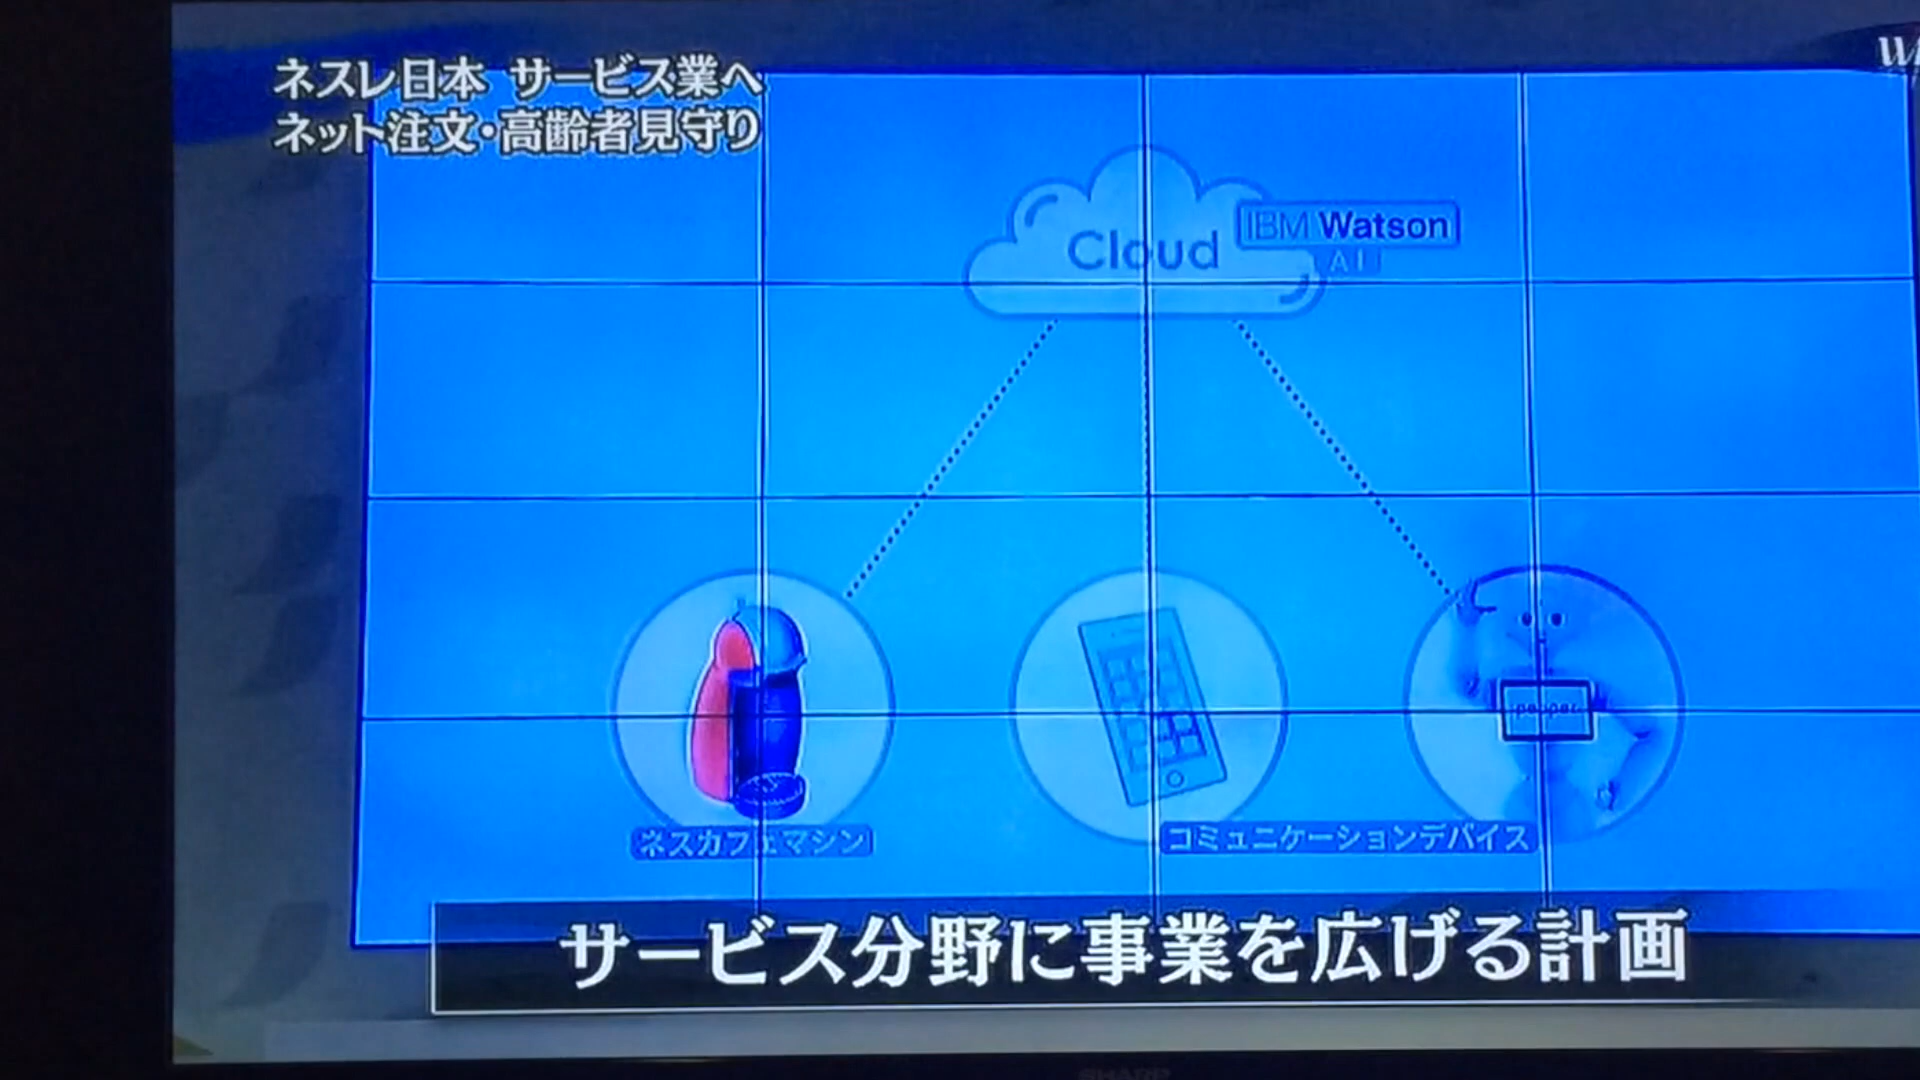 ネスレ日本 サービス業へ
ネット注文・高齢者見守り
Cloud
IBM Watson
AI
pepper
ネスカフェマシン
コミュニケーションデバイス
サービス分野に事業を広げる計画
SHARP